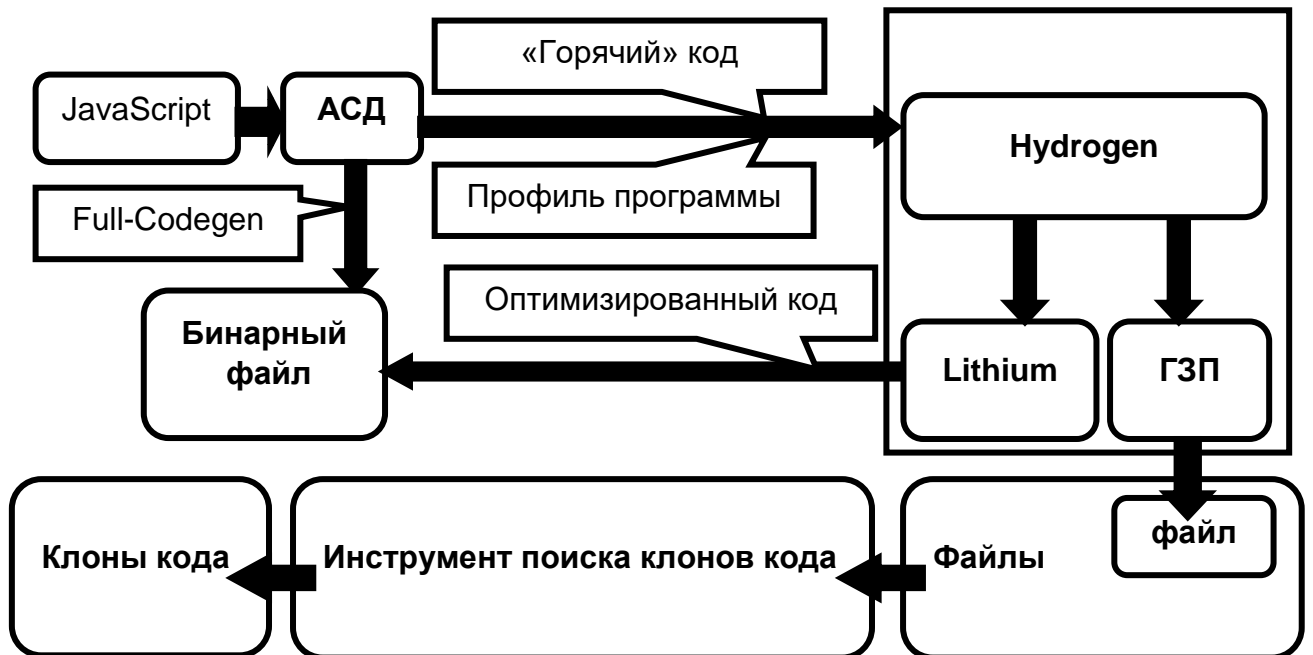 «Горячий» код
JavaScript
АСД
Hydrogen
Профиль программы
Full-Codegen
Оптимизированный код
Бинарный
файл
Lithium
ГЗП
файл
Клоны кода
Инструмент поиска клонов кода
Файлы